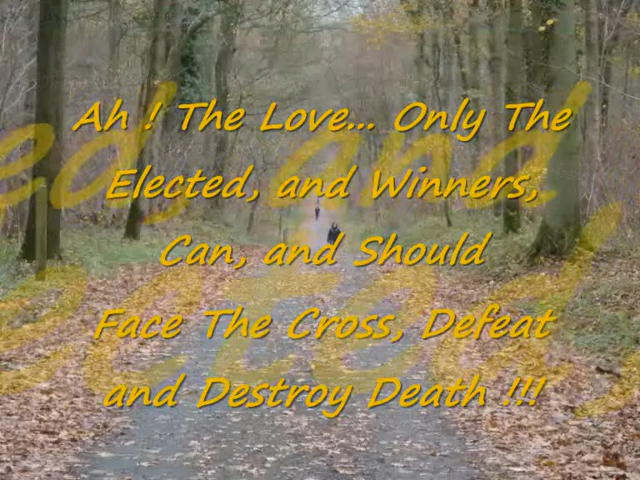 Ah ! The Love... Only The
Elected, and Winners,
Can, and Should
Face The Cross, Defeat
and Destroy Death !!!